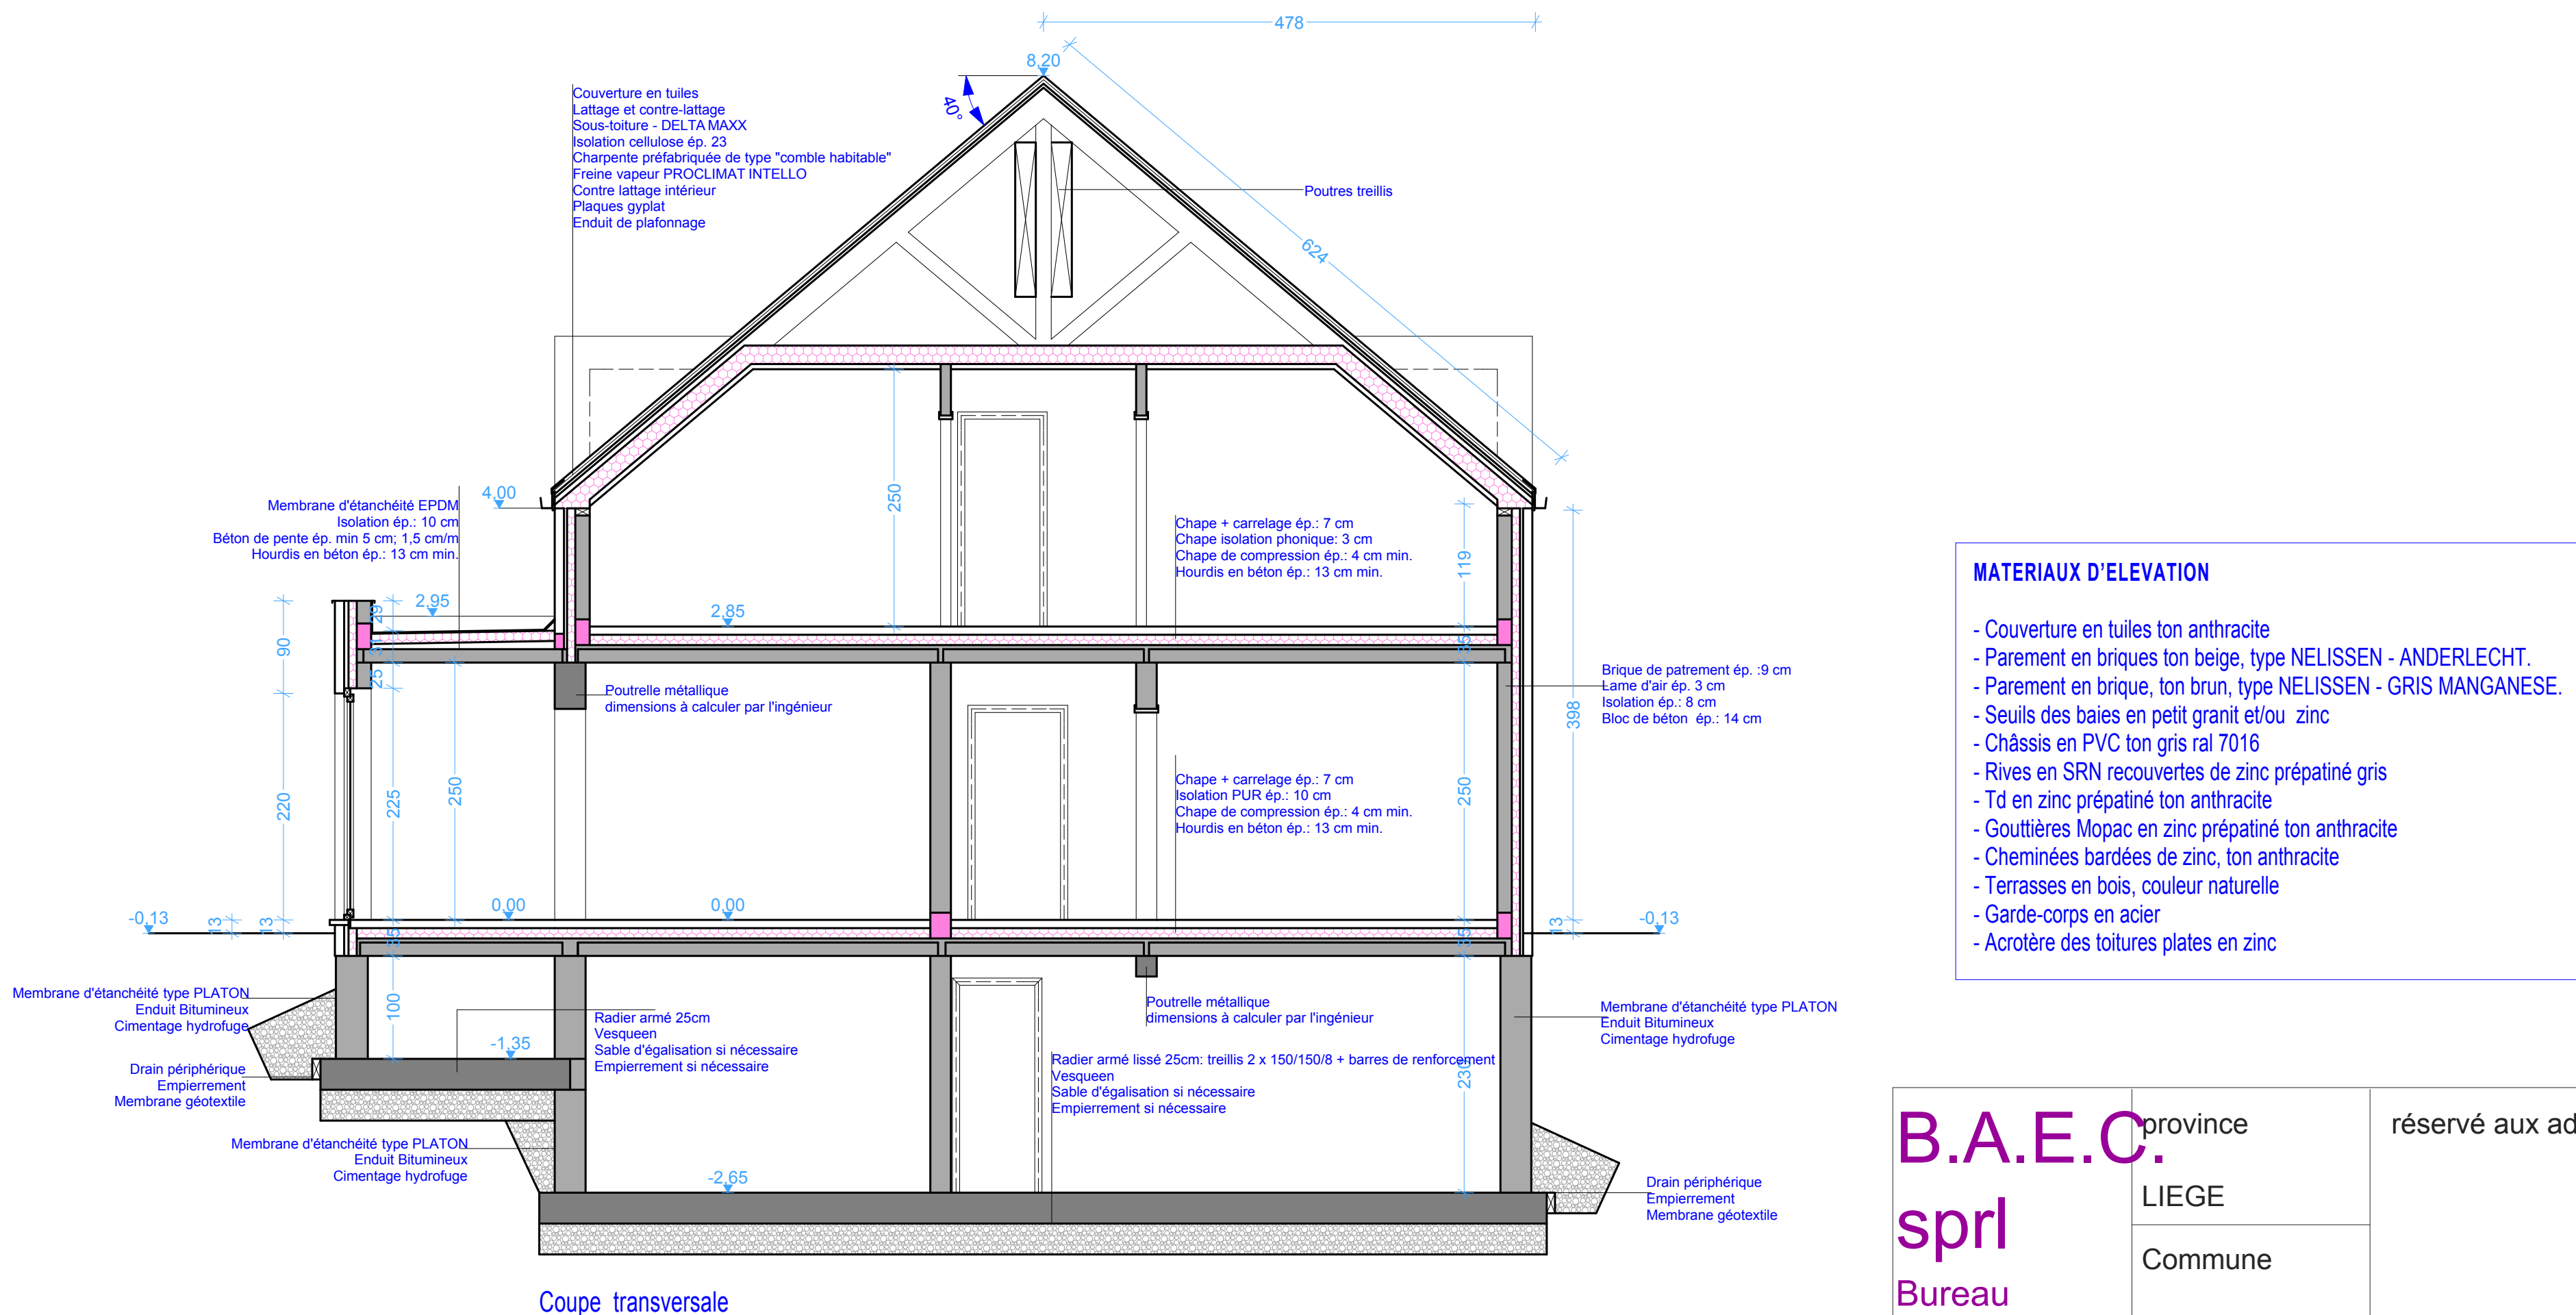 478
8,20
40°
624
Couverture en tuiles
Lattage et contre-lattage
Sous-toiture - DELTA MAXX
Isolation cellulose ép. 23
Charpente préfabriquée de type "comble habitable"
Freine vapeur PROCLIMAT INTELLO
Contre lattage intérieur
Plaques gyplat
Enduit de plafonnage
Poutres treillis
4,00
250
Membrane d'étanchéité EPDM
Isolation ép.: 10 cm
Béton de pente ép. min 5 cm; 1,5 cm/m
Hourdis en béton ép.: 13 cm min.
Chape + carrelage ép.: 7 cm
Chape isolation phonique: 3 cm
Chape de compression ép.: 4 cm min.
Hourdis en béton ép.: 13 cm min.
119
2,95
2,85
90
29
31
25
35
Poutrelle métallique
dimensions à calculer par l'ingénieur
Brique de patrement ép. :9 cm
Lame d'air ép. 3 cm
Isolation ép.: 8 cm
Bloc de béton ép.: 14 cm
398
220
225
250
250
Chape + carrelage ép.: 7 cm
Isolation PUR ép.: 10 cm
Chape de compression ép.: 4 cm min.
Hourdis en béton ép.: 13 cm min.
-0,13
13
13
0,00
0,00
13
-0,13
35
35
Membrane d'étanchéité type PLATON
Enduit Bitumineux
Cimentage hydrofuge
100
Radier armé 25cm
Vesqueen
Sable d'égalisation si nécessaire
Empierrement si nécessaire
-1,35
Poutrelle métallique
dimensions à calculer par l'ingénieur
Membrane d'étanchéité type PLATON
Enduit Bitumineux
Cimentage hydrofuge
Drain périphérique
Empierrement
Membrane géotextile
Radier armé lissé 25cm: treillis 2 x 150/150/8 + barres de renforcement
Vesqueen
Sable d'égalisation si nécessaire
Empierrement si nécessaire
230
Membrane d'étanchéité type PLATON
Enduit Bitumineux
Cimentage hydrofuge
-2,65
Drain périphérique
Empierrement
Membrane géotextile
Coupe transversale
MATERIAUX D'ELEVATION
- Couverture en tuiles ton anthracite
- Parement en briques ton beige, type NELISSEN - ANDERLECHT.
- Parement en brique, ton brun, type NELISSEN - GRIS MANGANESE.
- Seuils des baies en petit granit et/ou zinc
- Châssis en PVC ton gris ral 7016
- Rives en SRN recouvertes de zinc prépatiné gris
- Td en zinc prépatiné ton anthracite
- Gouttières Mopac en zinc prépatiné ton anthracite
- Cheminées bardées de zinc, ton anthracite
- Terrasses en bois, couleur naturelle
- Garde-corps en acier
- Acrotère des toitures plates en zinc
B.A.E.C.
sprl
Bureau
province
LIEGE
Commune
réservé aux ad